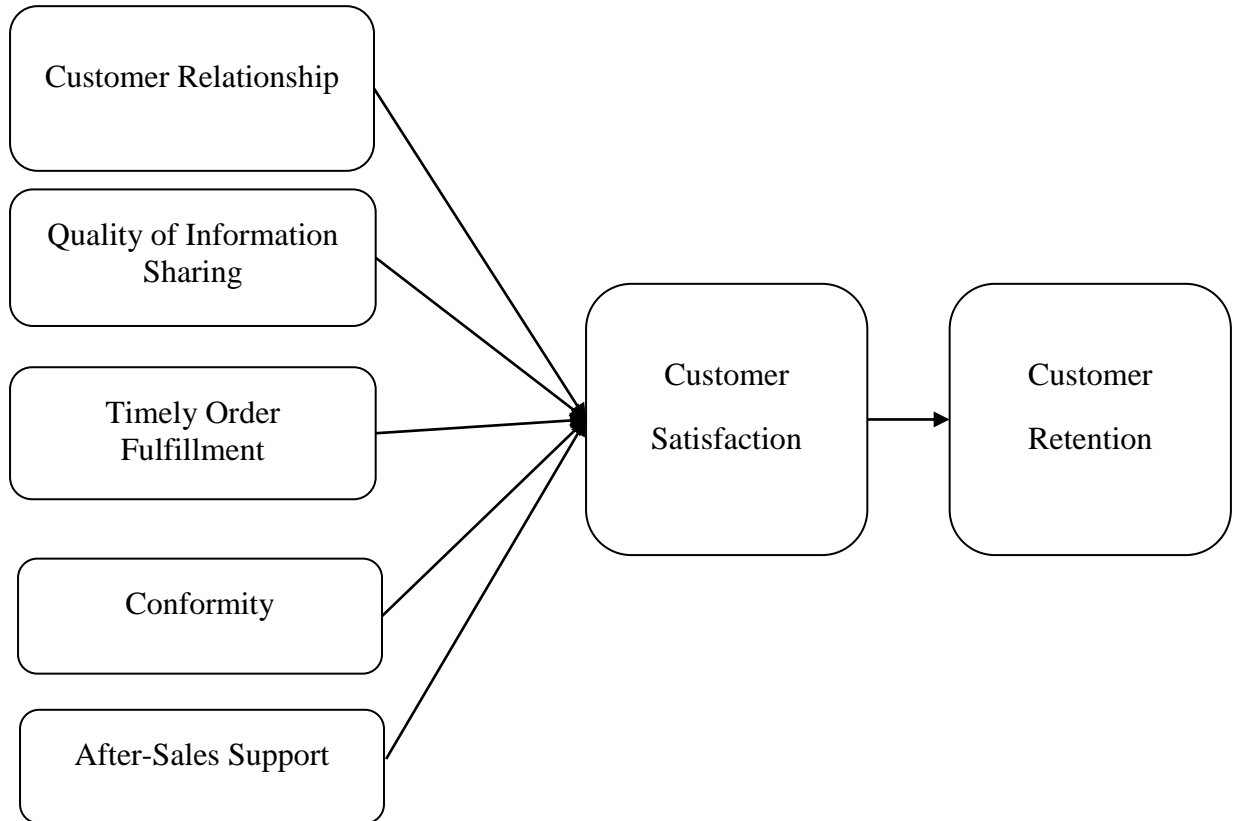 Customer Relationship
Quality of Information
Sharing
Timely Order
Fulfillment
Conformity
After-Sales Support
Customer
Satisfaction
Customer
Retention